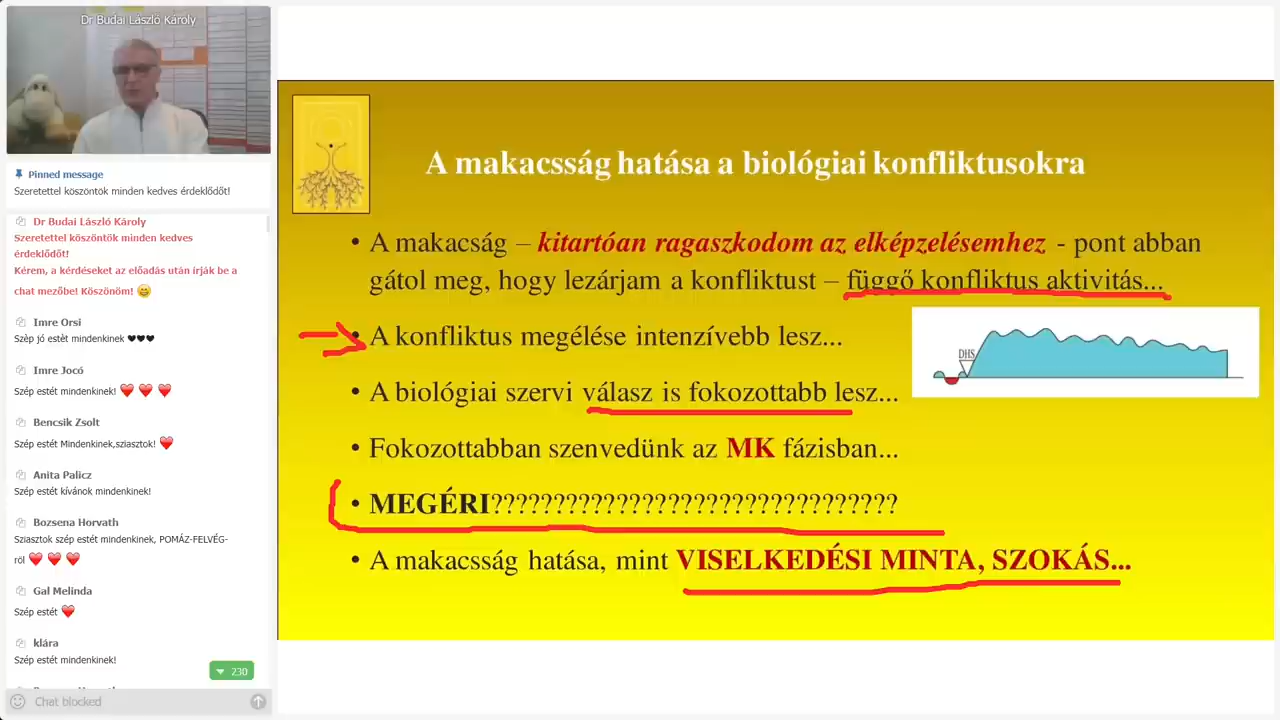 Dr Budai László Károly
Pinned message
Szeretettel köszöntök minden kedves érdeklődőt!
Dr Budai László Károly
Szeretettel köszöntök minden kedves
érdeklődőt!
Kérem, a kérdéseket az előadás után írják be a
chat mezőbe! Köszönöm! 😄
Imre Orsi
Szèp jó estèt mindenkinek ♥♥♥
Imre Jocó
Szép estét mindenkinek! ❤ ❤ ❤
Bencsik Zsolt
Szép estét Mindenkinek,sziasztok! ❤
Anita Palicz
Szép estét kívánok mindenkinek!
Bozsena Horvath
Sziasztok szép estét mindenkinek, POMÁZ-FELVÉG-
ról ❤ ❤ ❤
Gal Melinda
Szép estét ❤
klára
Szép estét mindenkinek!
230
Chat blocked
A makacsság hatása a biológiai konfliktusokra
• A makacság – kitartóan ragaszkodom az elképzelésemhez - pont abban
gátol meg, hogy lezárjam a konfliktust – függő konfliktus aktivitás...
• A konfliktus megélése intenzívebb lesz...
DHS
• A biológiai szervi válasz is fokozottabb lesz...
• Fokozottabban szenvedünk az MK fázisban...
• MEGÉRI?????????????????????????????????
• A makacsság hatása, mint VISELKEDÉSI MINTA, SZOKÁS...